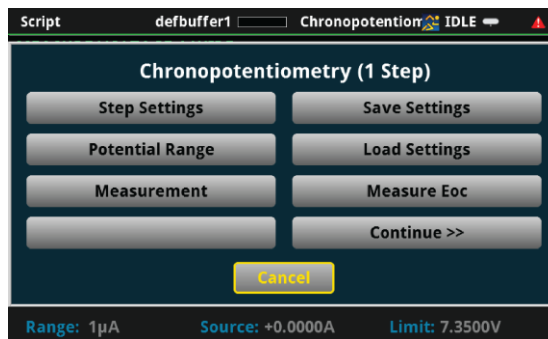 Script defbuffer1 Chronopotention IDLE
Chronopotentiometry (1 Step)
Step Settings Save Settings
Potential Range Load Settings
Measurement Measure Eoc
Continue >>
Cancel
Range: 1µA Source: +0.0000A Limit: 7.3500V